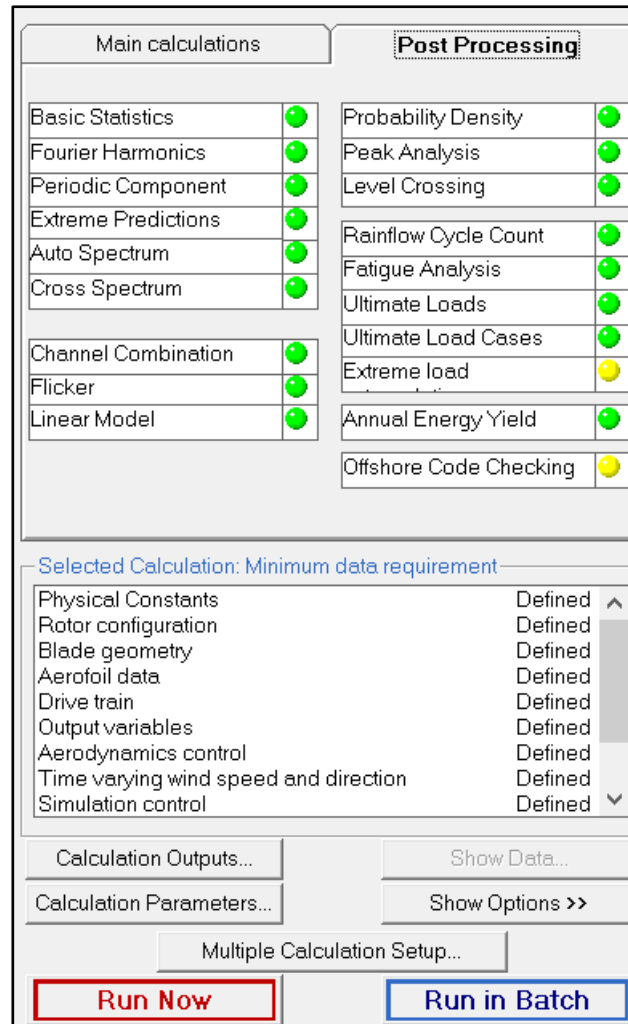 Main calculations
Post Processing
Basic Statistics
Fourier Harmonics
Periodic Component
Extreme Predictions
Auto Spectrum
Cross Spectrum
Channel Combination
Flicker
Linear Model
Probability Density
Peak Analysis
Level Crossing
Rainflow Cycle Count
Fatigue Analysis
Ultimate Loads
Ultimate Load Cases
Extreme load
Annual Energy Yield
Offshore Code Checking
Selected Calculation: Minimum data requirement
Physical Constants Defined
Rotor configuration Defined
Blade geometry Defined
Aerofoil data Defined
Drive train Defined
Output variables Defined
Aerodynamics control Defined
Time varying wind speed and direction Defined
Simulation control Defined
Calculation Outputs...
Show Data...
Calculation Parameters...
Show Options >>
Multiple Calculation Setup...
Run Now
Run in Batch